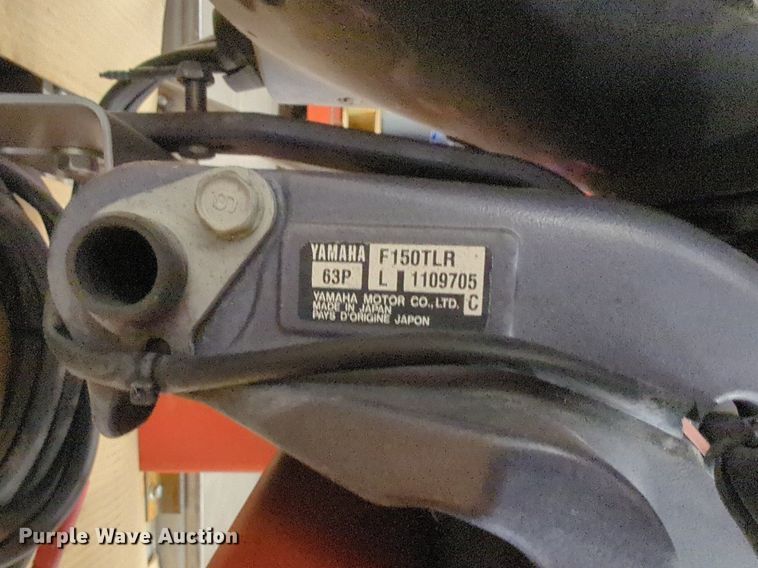 YAMAHA F150TLR
63P L 1109705
YAMAHA MOTOR CO.,LTD. C
MADE IN JAPAN
PAYS D'ORIGINE JAPON
Purple Wave Auction